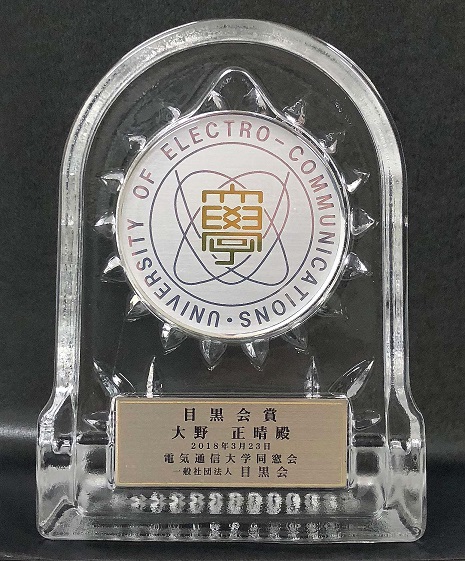 UNIVERSITY OF ELECTRO-COMMUNICATIONS・
學
目黒会賞
大野 正晴殿
2018年3月23日
電気通信大学同窓会
一般社団法人 目黒会